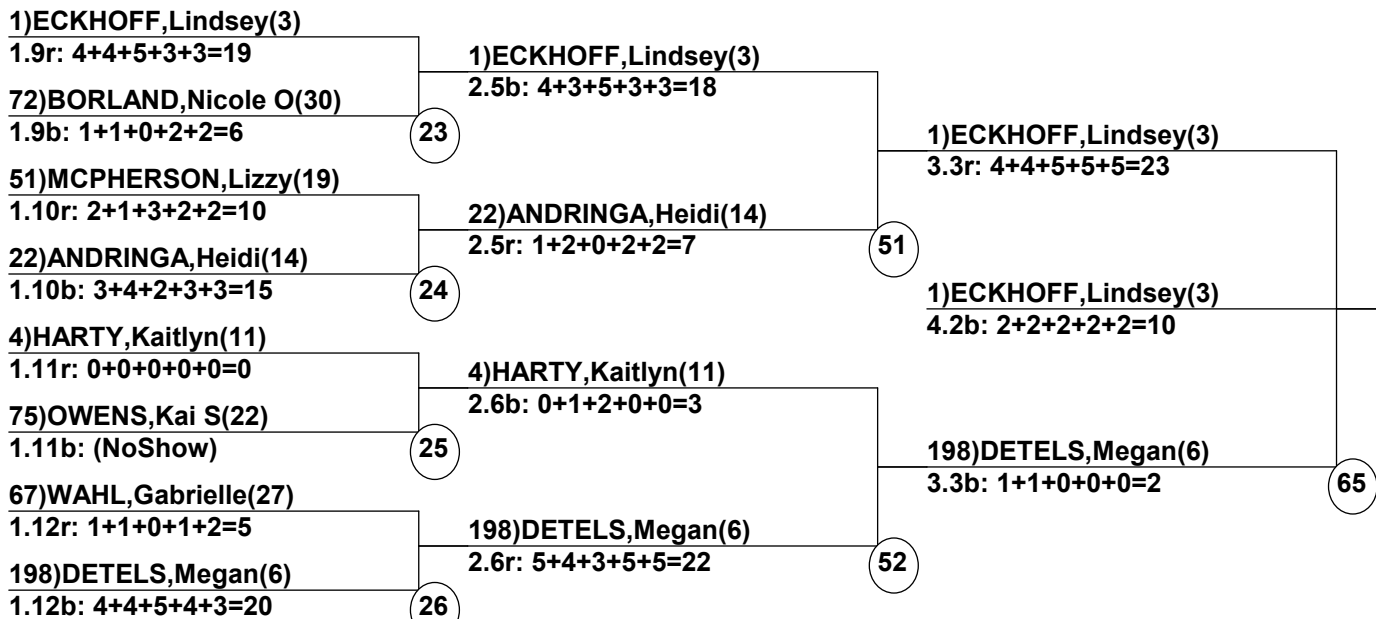 1)ECKHOFF,Lindsey(3)
1.9r: 4+4+5+3+3=19
72)BORLAND,Nicole O(30)
1.9b: 1+1+0+2+2=6
23
51)MCPHERSON,Lizzy(19)
1.10r: 2+1+3+2+2=10
22)ANDRINGA,Heidi(14)
1.10b: 3+4+2+3+3=15
24
4)HARTY,Kaitlyn(11)
1.11r: 0+0+0+0+0=0
75)OWENS,Kai S(22)
1.11b: (NoShow)
25
67)WAHL,Gabrielle(27)
1.12r: 1+1+0+1+2=5
198)DETELS,Megan(6)
1.12b: 4+4+5+4+3=20
26
1)ECKHOFF,Lindsey(3)
2.5b: 4+3+5+3+3=18
22)ANDRINGA,Heidi(14)
2.5r: 1+2+0+2+2=7
51
4)HARTY,Kaitlyn(11)
2.6b: 0+1+2+0+0=3
198)DETELS,Megan(6)
2.6r: 5+4+3+5+5=22
52
1)ECKHOFF,Lindsey(3)
3.3r: 4+4+5+5+5=23
1)ECKHOFF,Lindsey(3)
4.2b: 2+2+2+2+2=10
198)DETELS,Megan(6)
3.3b: 1+1+0+0+0=2
65